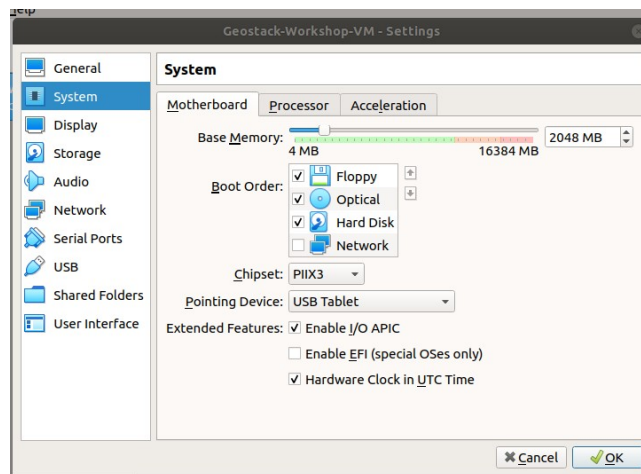 Help
Geostack-Workshop-VM - Settings
General
System
Display
Storage
Audio
Network
Serial Ports
USB
Shared Folders
User Interface
System
Motherboard Processor Acceleration
Base Memory: 2048 MB
4 MB 16384 MB
Boot Order: Floppy
Optical
Hard Disk
Network
Chipset: PIIX3
Pointing Device: USB Tablet
Extended Features: Enable I/O APIC
Enable EFI (special OSes only)
Hardware Clock in UTC Time
Cancel OK